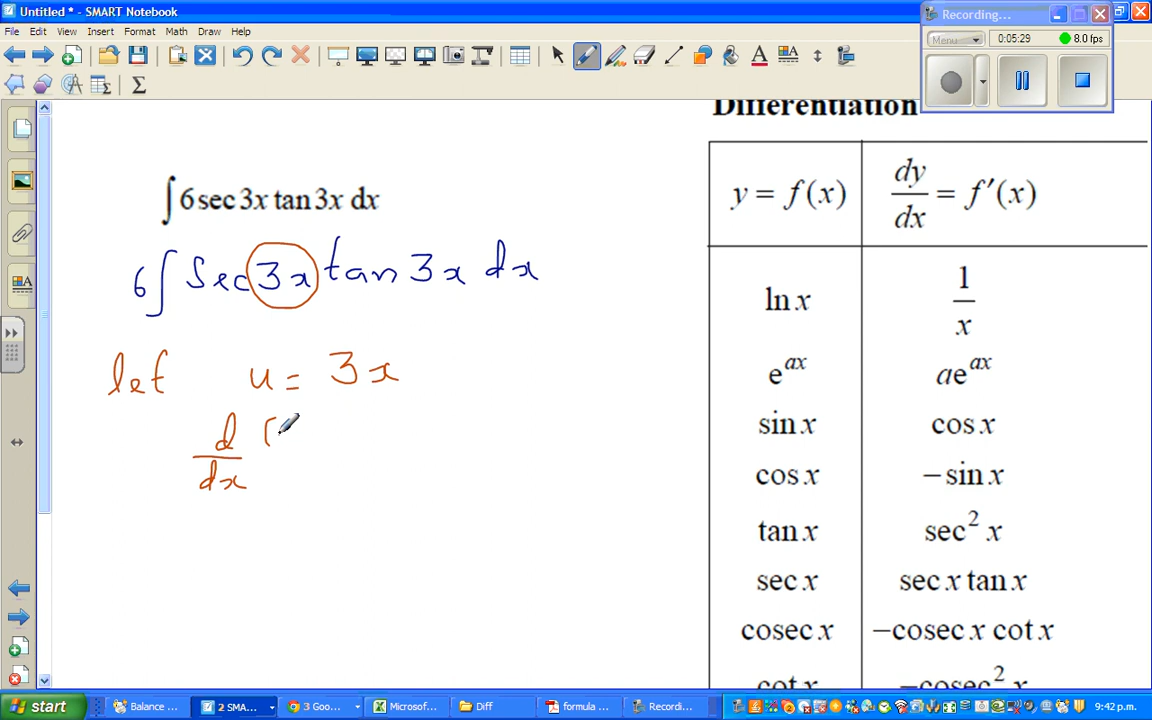 Untitled * - SMART Notebook
Recording...
File Edit View Insert Format Math Draw Help
Menu 0:05:29 8.0 fps
Differentiation
∫ 6 sec 3x tan 3x dx
6 ∫ Sec 3x tan 3x dx
let u = 3x
d/dx (
y = f(x) dy/dx = f′(x)
ln x 1/x
e^ax ae^ax
sin x cos x
cos x − sin x
tan x sec² x
sec x sec x tan x
cosec x −cosec x cot x
cot x −cosec² x
start Balance ... 2 SMA... 3 Goo... Microsof... Diff formula ... Recordi... 9:42 p.m.